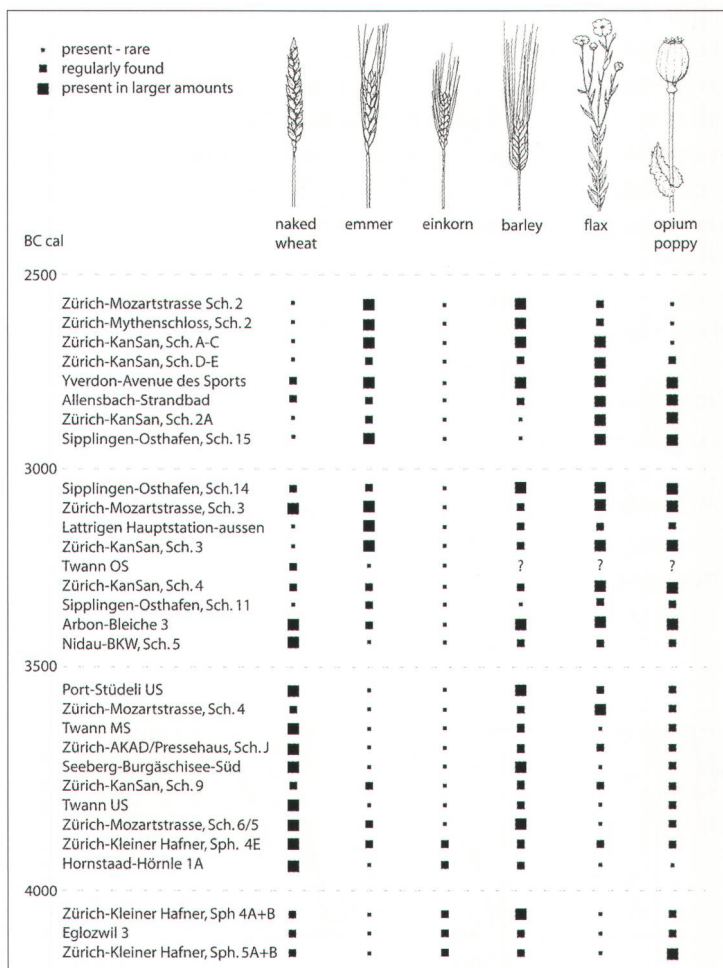 present - rare
regularly found
present in larger amounts
BC cal
naked wheat
emmer
einkorn
barley
flax
opium poppy
2500
Zürich-Mozartstrasse Sch. 2
Zürich-Mythenschloss, Sch. 2
Zürich-KanSan, Sch. A-C
Zürich-KanSan, Sch. D-E
Yverdon-Avenue des Sports
Allensbach-Strandbad
Zürich-KanSan, Sch. 2A
Sipplingen-Osthafen, Sch. 15
3000
Sipplingen-Osthafen, Sch.14
Zürich-Mozartstrasse, Sch. 3
Lattrigen Hauptstation-aussen
Zürich-KanSan, Sch. 3
Twann OS ? ? ?
Zürich-KanSan, Sch. 4
Sipplingen-Osthafen, Sch. 11
Arbon-Bleiche 3
Nidau-BKW, Sch. 5
3500
Port-Stüdeli US
Zürich-Mozartstrasse, Sch. 4
Twann MS
Zürich-AKAD/Pressehaus, Sch. J
Seeberg-Burgäschisee-Süd
Zürich-KanSan, Sch. 9
Twann US
Zürich-Mozartstrasse, Sch. 6/5
Zürich-Kleiner Hafner, Sph. 4E
Hornstaad-Hörnle 1A
4000
Zürich-Kleiner Hafner, Sph 4A+B
Eglozwil 3
Zürich-Kleiner Hafner, Sph. 5A+B